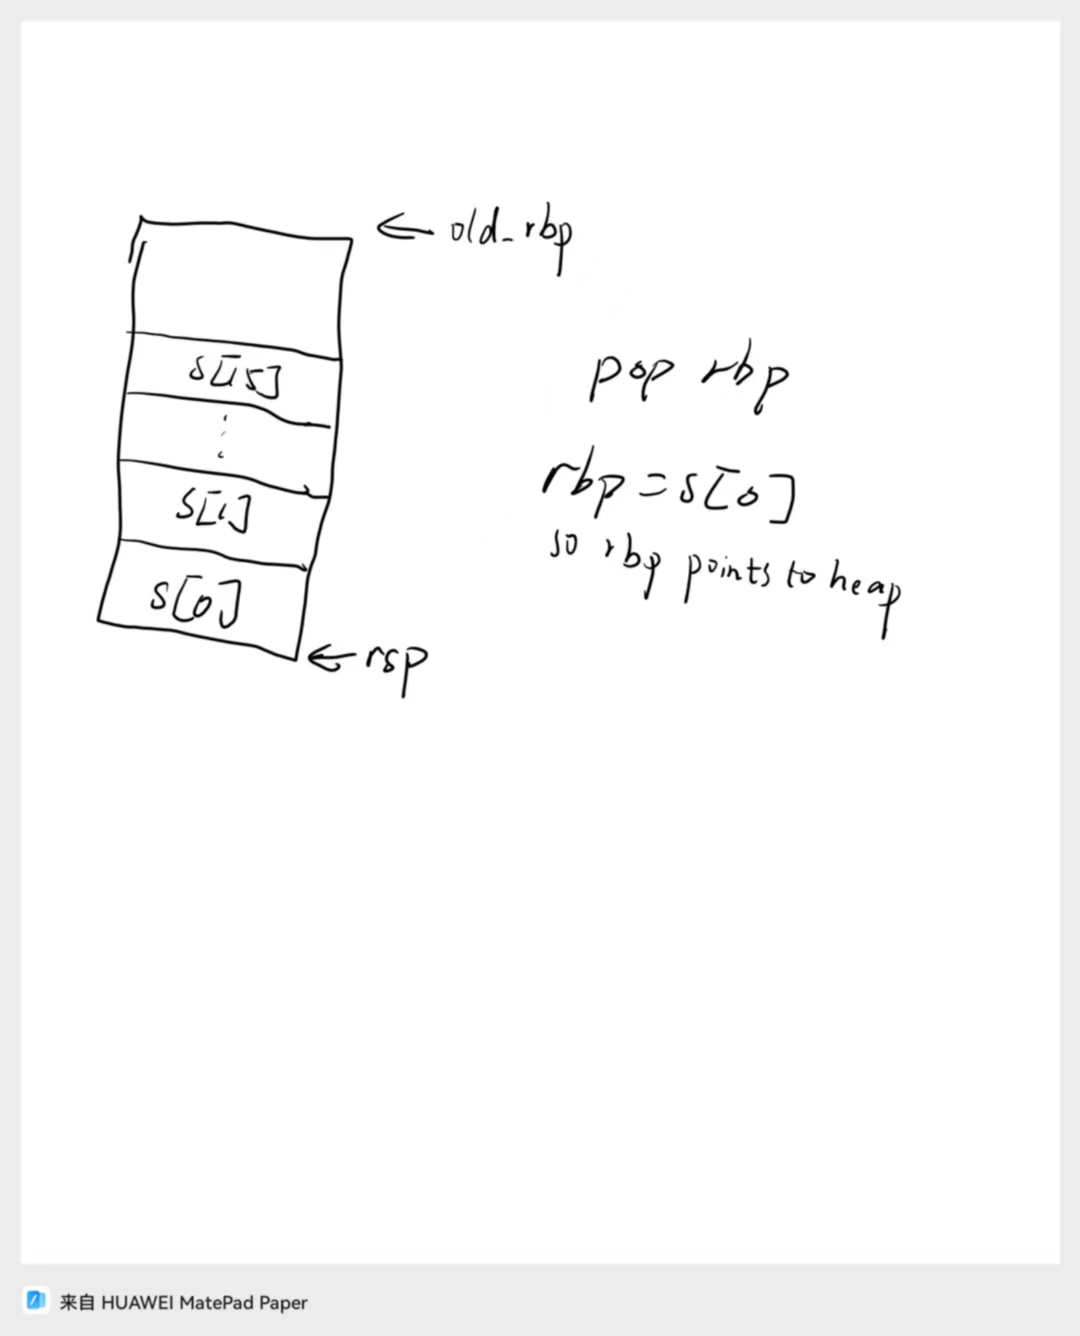 ← old_rbp
s[15]
s[1]
s[0]
← rsp
pop rbp
rbp = s[0]
so rbp points to heap
来自 HUAWEI MatePad Paper